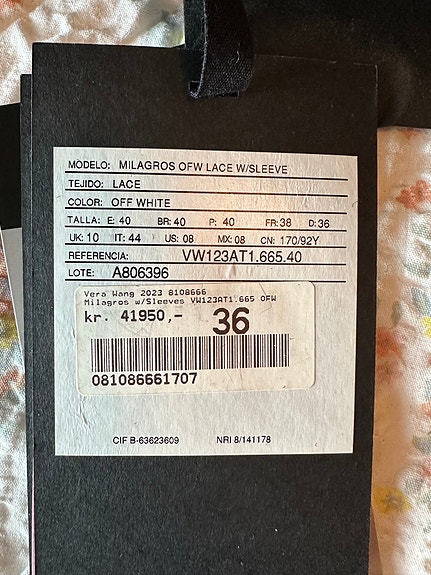 MODELO: MILAGROS OFW LACE W/SLEEVE
TEJIDO: LACE
COLOR: OFF WHITE
TALLA: E: 40 BR: 40 P: 40 FR: 38 D: 36
UK: 10 IT: 44 US: 08 MX: 08 CN: 170/92Y
REFERENCIA: VW123AT1.665.40
LOTE: A806396
Vera Wang 2023 8108666
Milagros w/Sleeves VW123AT1.665 OFW
kr. 41950,- 36
081086661707
CIF B-63623609 NRI 8/141178